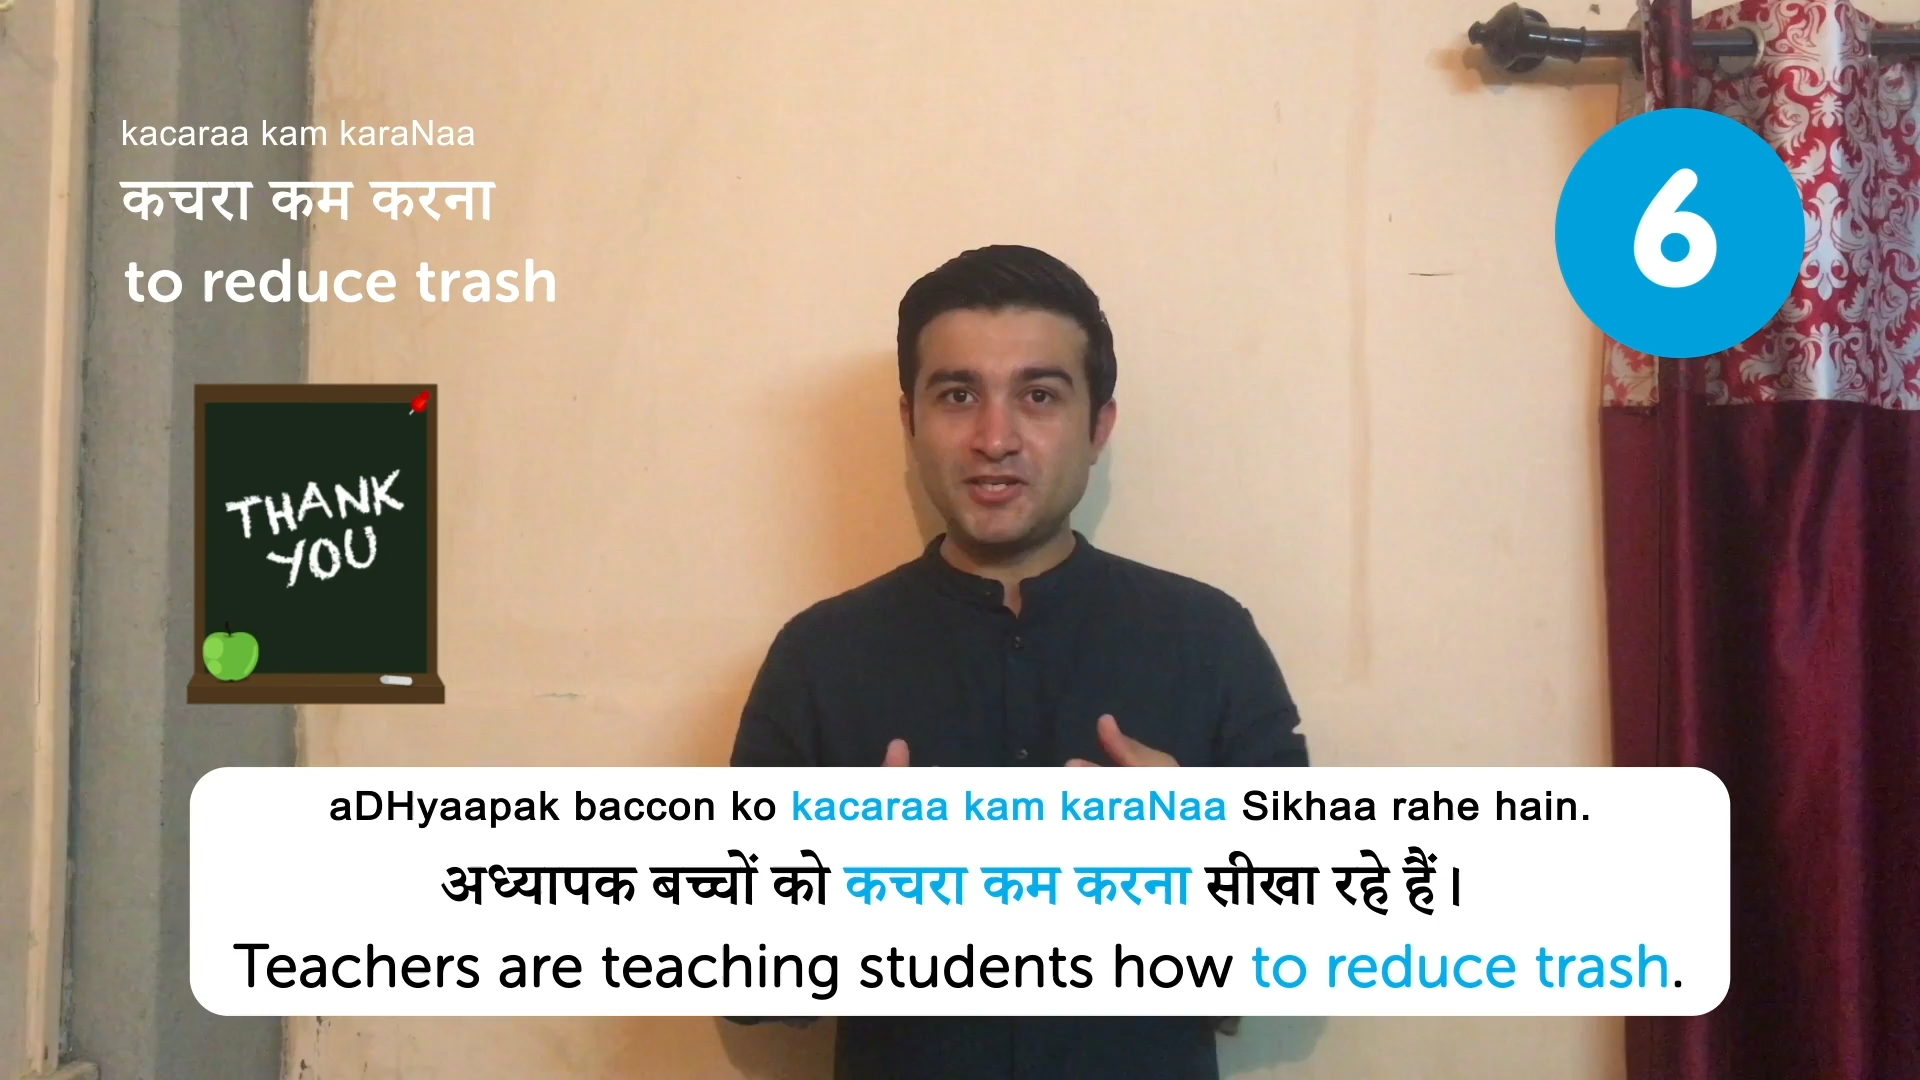 kacaraa kam karaNaa
कचरा कम करना
to reduce trash
6
THANK
YOU
aDHyaapak baccon ko kacaraa kam karaNaa Sikhaa rahe hain.
अध्यापक बच्चों को कचरा कम करना सीखा रहे हैं।
Teachers are teaching students how to reduce trash.